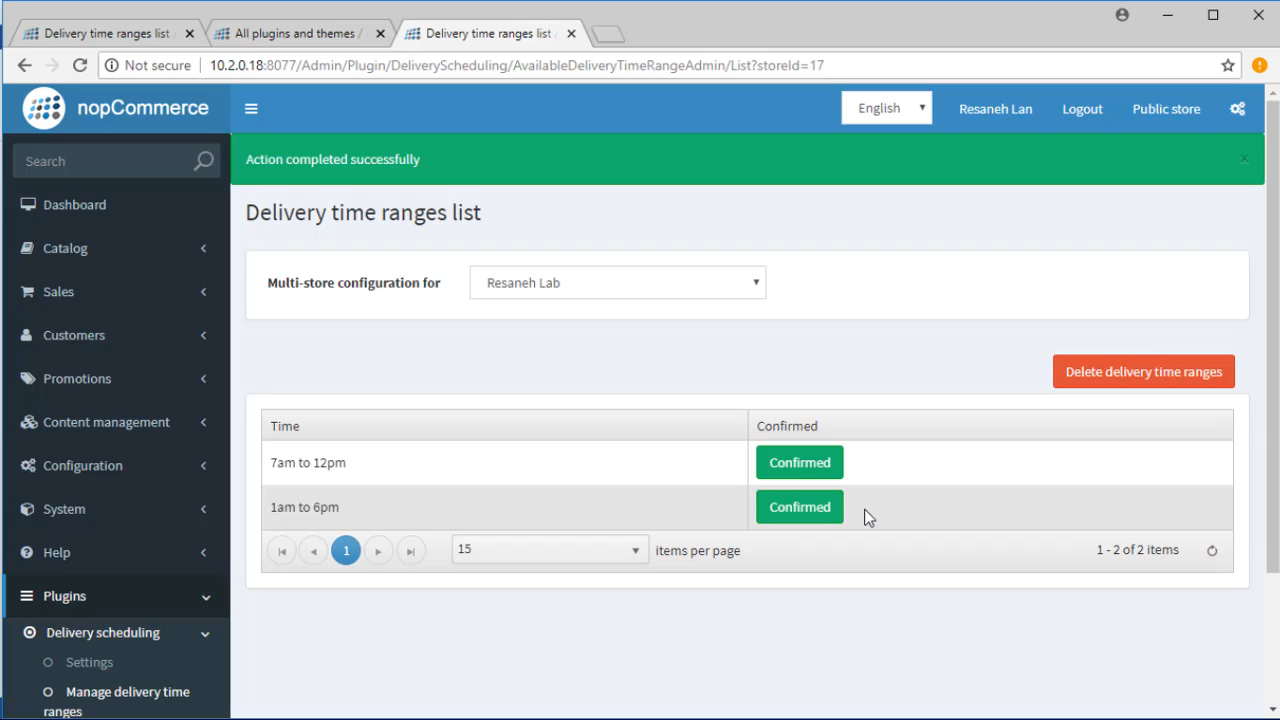 Delivery time ranges list
All plugins and themes /
Delivery time ranges list
Not secure
10.2.0.18:8077/Admin/Plugin/DeliveryScheduling/AvailableDeliveryTimeRangeAdmin/List?storeId=17
nopCommerce
English
Resaneh Lan
Logout
Public store
Search
Action completed successfully
×
Dashboard
Catalog
Sales
Customers
Promotions
Content management
Configuration
System
Help
Plugins
Delivery scheduling
Settings
Manage delivery time
ranges
Delivery time ranges list
Multi-store configuration for
Resaneh Lab
Delete delivery time ranges
Time
Confirmed
7am to 12pm
Confirmed
1am to 6pm
Confirmed
1
15
items per page
1 - 2 of 2 items